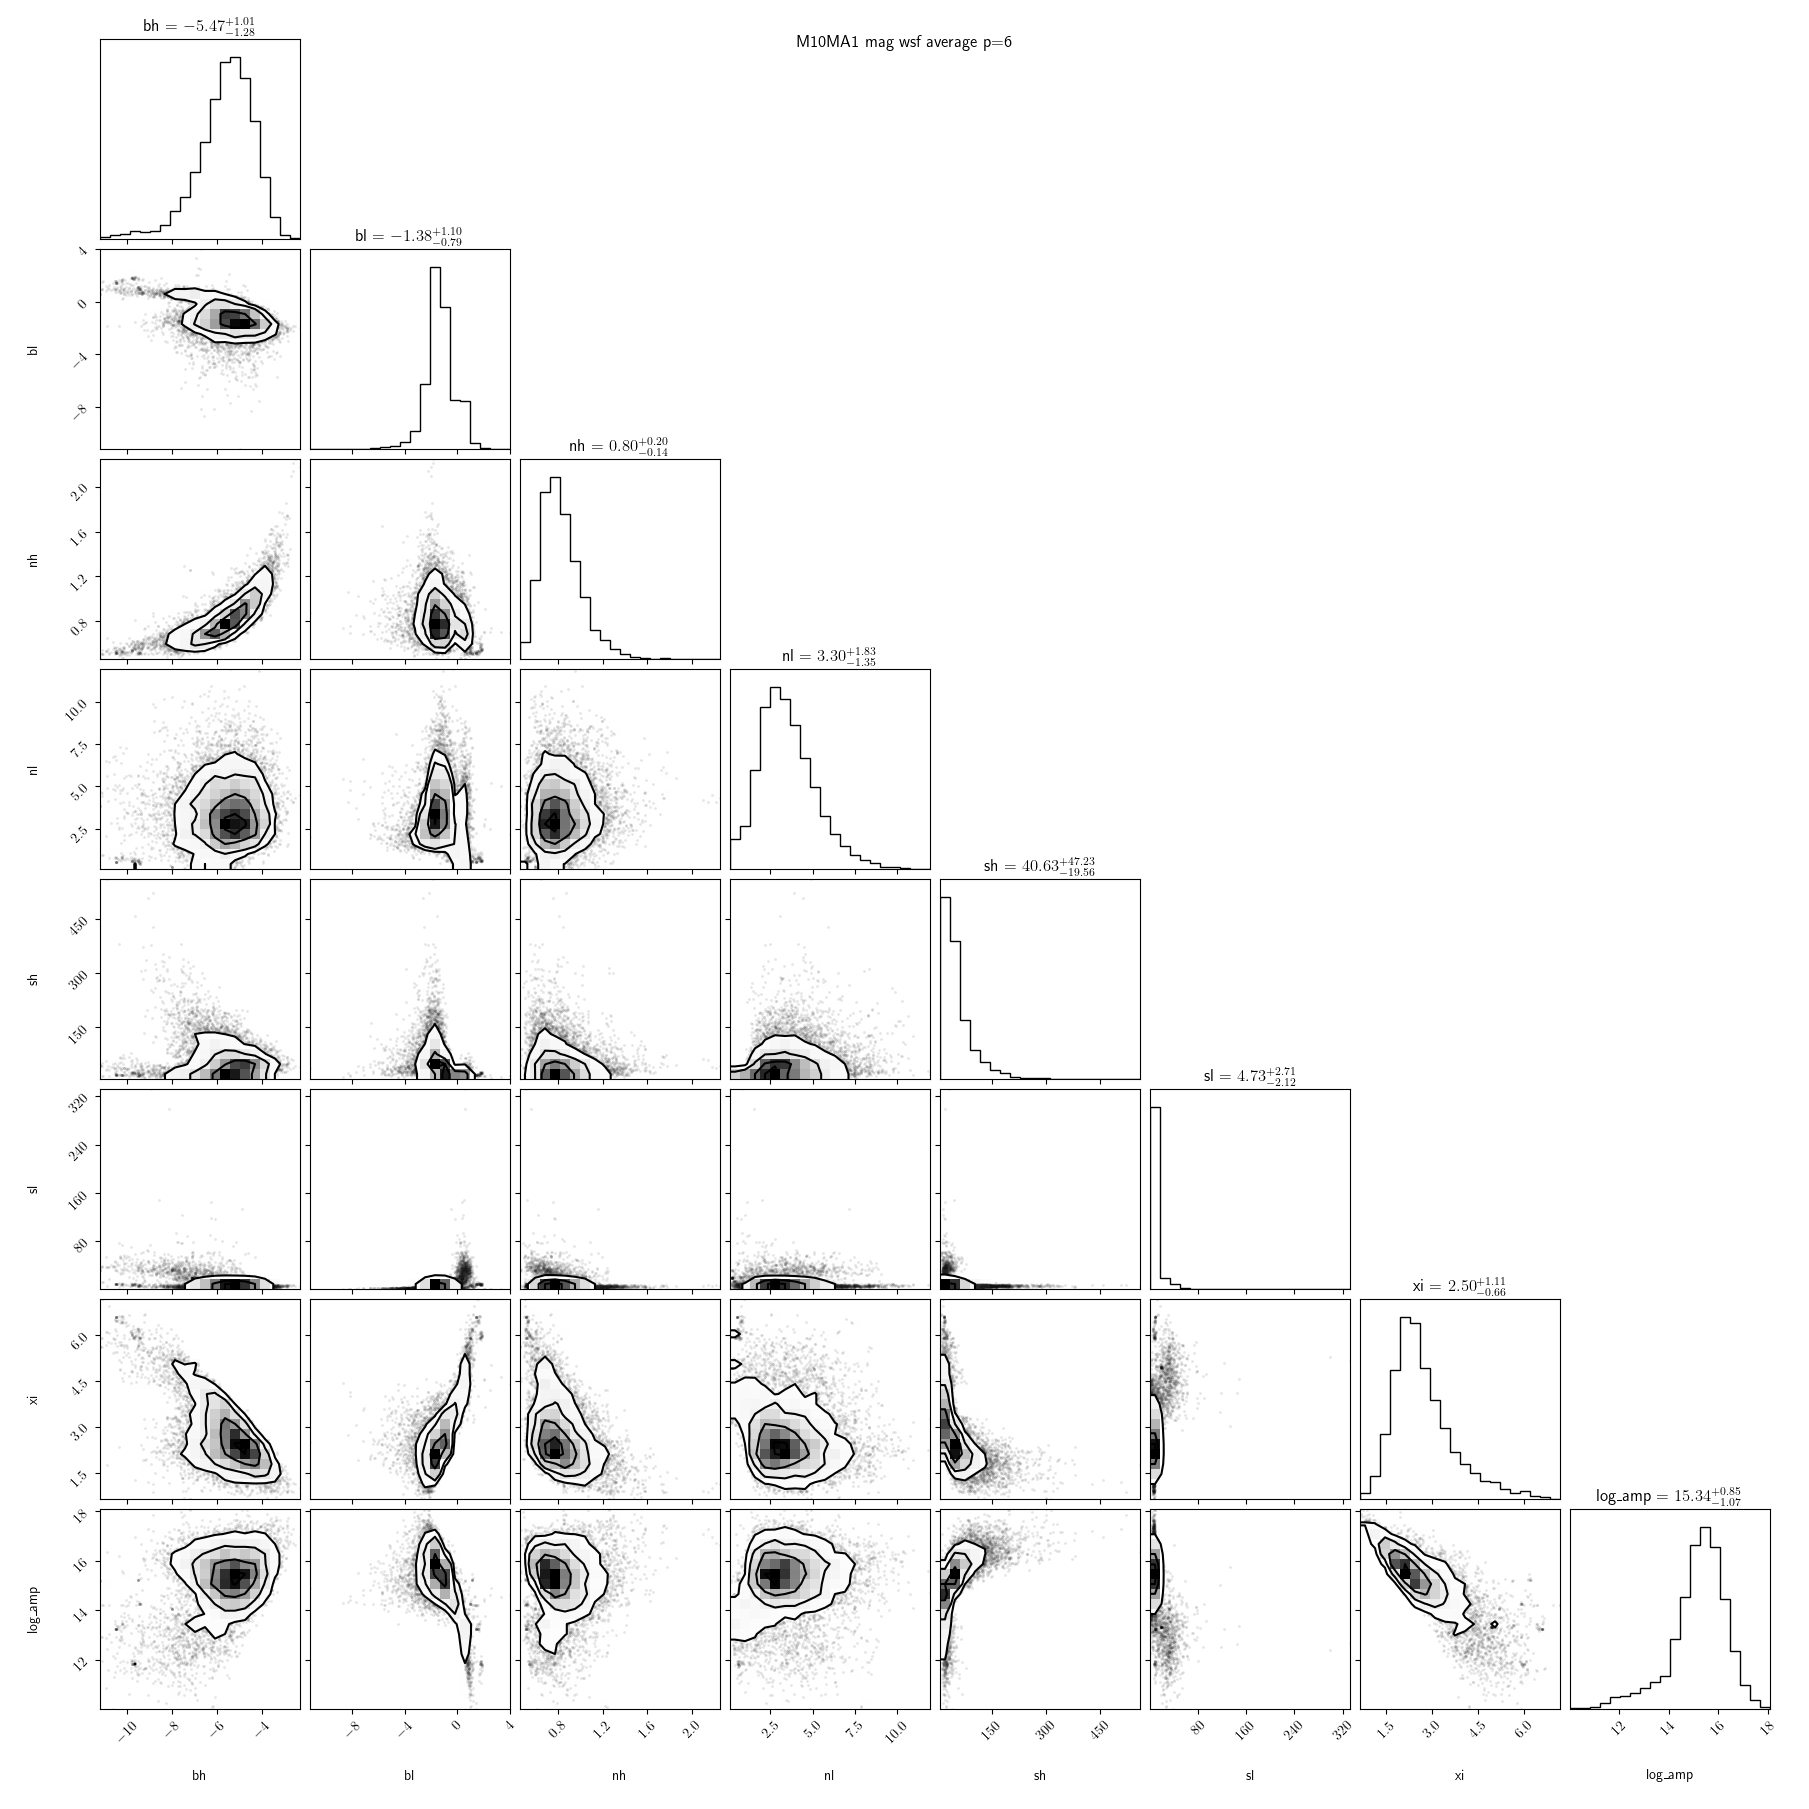 M10MA1 mag wsf average p=6
bh = −5.47+1.01 −1.28
bl = −1.38+1.10 −0.79
4
0
−4
−8
bl
nh = 0.80+0.20 −0.14
2.0
1.6
1.2
0.8
nh
nl = 3.30+1.83 −1.35
10.0
7.5
5.0
2.5
nl
sh = 40.63+47.23 −19.56
450
300
150
sh
sl = 4.73+2.71 −2.12
320
240
160
80
sl
xi = 2.50+1.11 −0.66
6.0
4.5
3.0
1.5
xi
log_amp = 15.34+0.85 −1.07
18
16
14
12
log_amp
−10 −8 −6 −4 −8 −4 0 4 0.8 1.2 1.6 2.0 2.5 5.0 7.5 10.0 150 300 450 80 160 240 320 1.5 3.0 4.5 6.0 12 14 16 18
bh bl nh nl sh sl xi log_amp